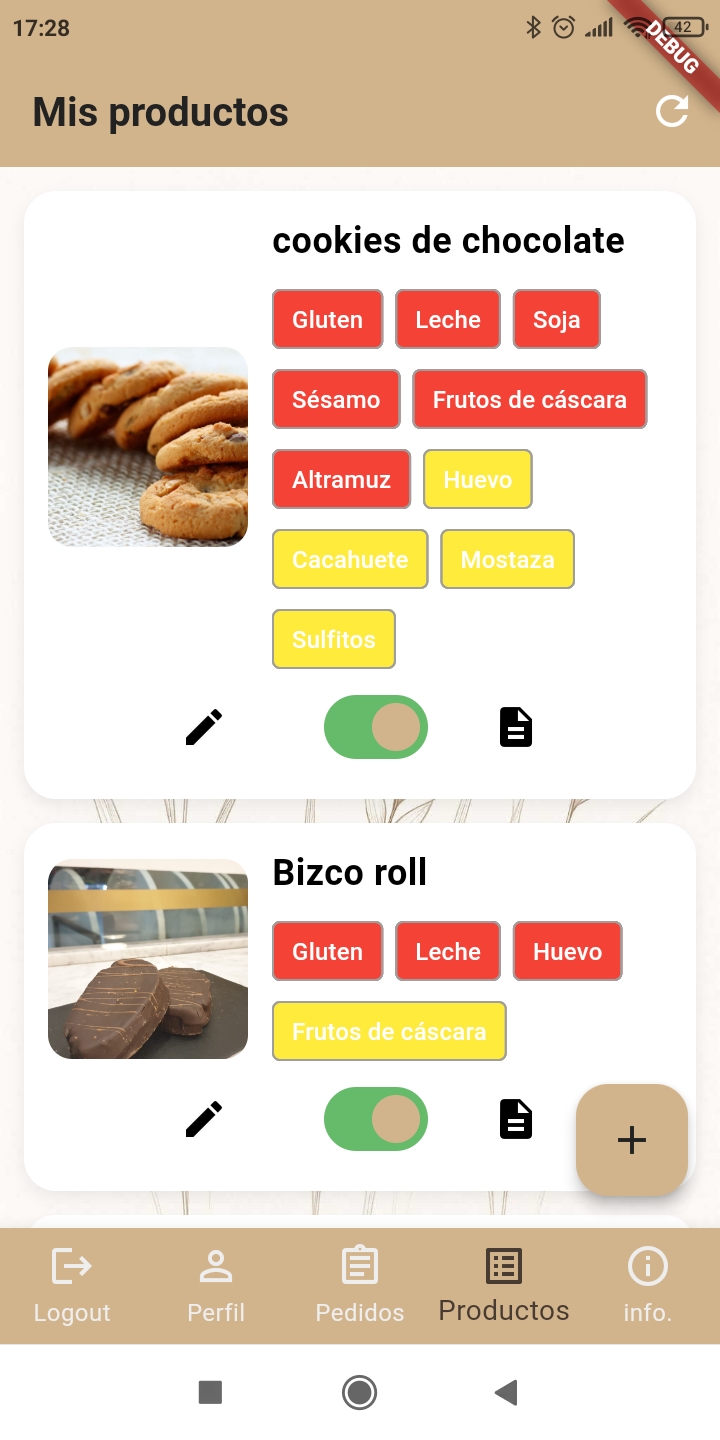 17:28
42
DEBUG
Mis productos
cookies de chocolate
Gluten Leche Soja
Sésamo Frutos de cáscara
Altramuz Huevo
Cacahuete Mostaza
Sulfitos
Bizco roll
Gluten Leche Huevo
Frutos de cáscara
Logout Perfil Pedidos Productos info.